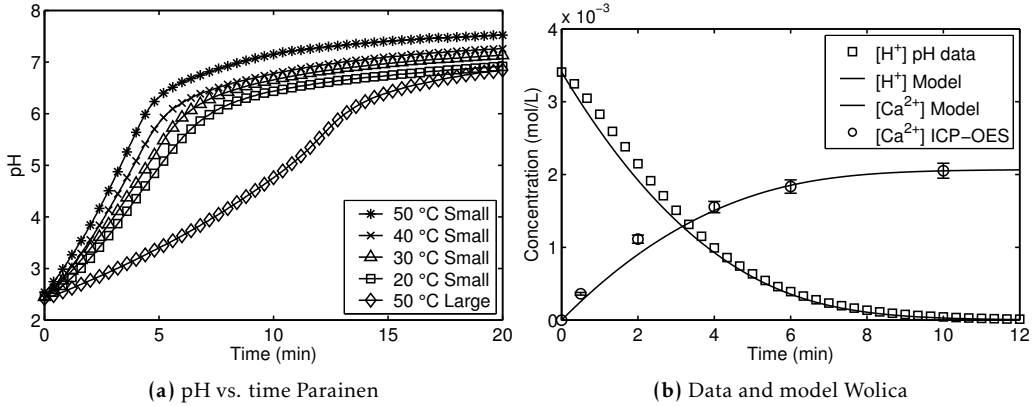 8
7
6
5
4
3
2
pH
0
5
10
15
20
Time (min)
50 °C Small
40 °C Small
30 °C Small
20 °C Small
50 °C Large
(a) pH vs. time Parainen
x 10⁻³
4
3
2
1
0
Concentration (mol/L)
0
2
4
6
8
10
12
Time (min)
[H⁺] pH data
[H⁺] Model
[Ca²⁺] Model
[Ca²⁺] ICP−OES
(b) Data and model Wolica